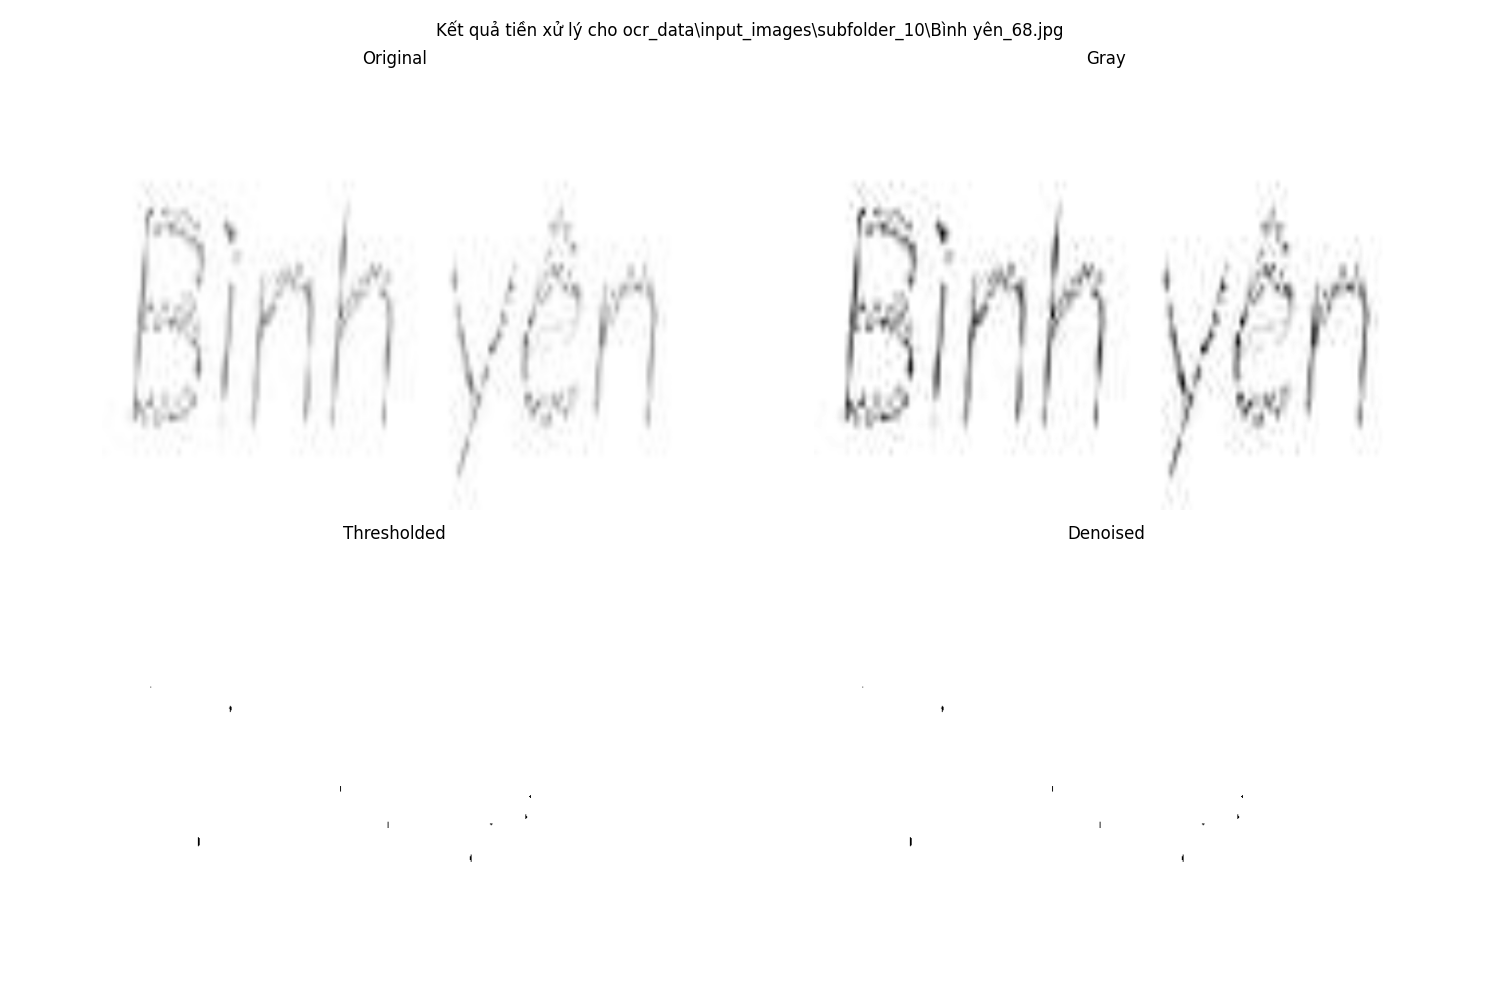 Kết quả tiền xử lý cho ocr_data\input_images\subfolder_10\Bình yên_68.jpg
Original
Gray
Bình yên
Bình yên
Thresholded
Denoised